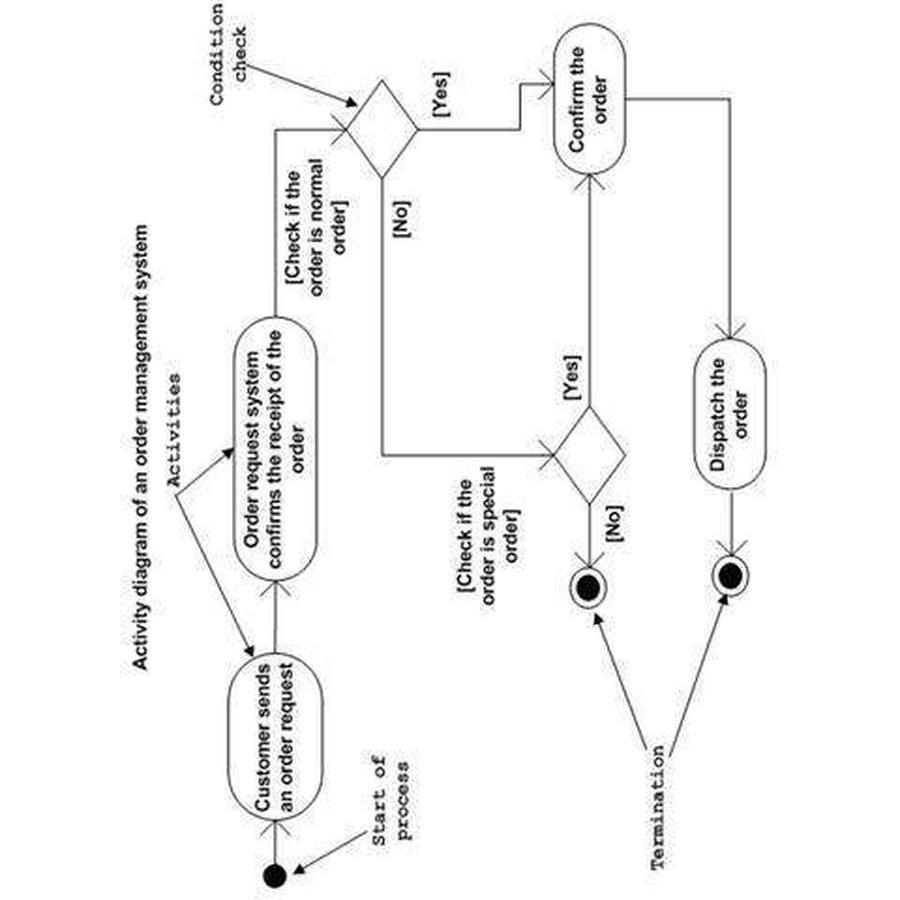 Activity diagram of an order management system
Activities
Start of
process
Customer sends
an order request
Order request system
confirms the receipt of the
order
[Check if the
order is normal
order]
Condition
check
[Yes]
[No]
[Check if the
order is special
order]
[Yes]
[No]
Confirm the
order
Dispatch the
order
Termination